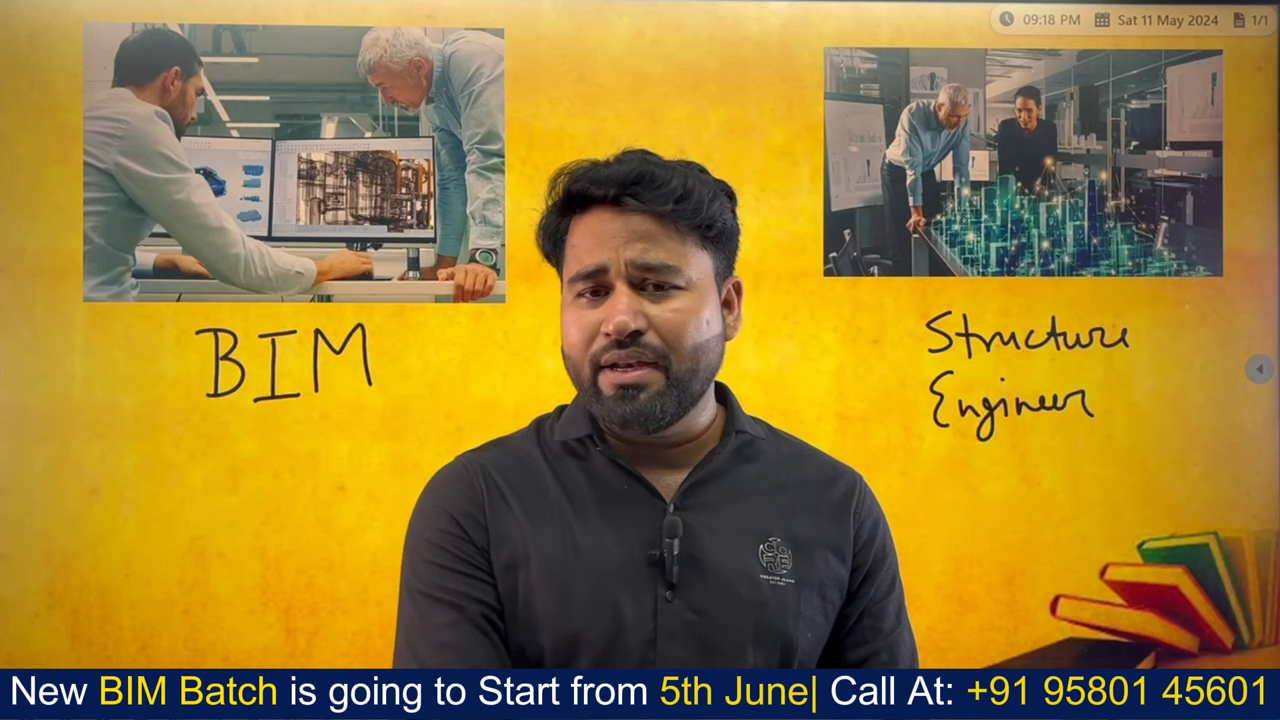 09:18 PM Sat 11 May 2024 1/1
BIM
Structure
Engineer
New BIM Batch is going to Start from 5th June| Call At: +91 95801 45601